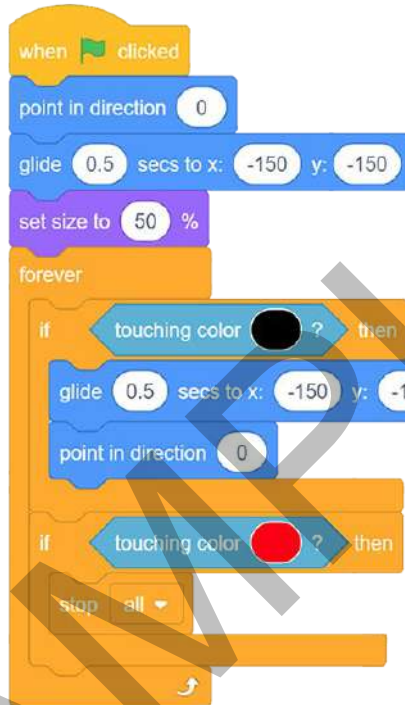 when clicked
point in direction 0
glide 0.5 secs to x: -150 y: -150
set size to 50 %
forever
if touching color ? then
glide 0.5 secs to x: -150 y:
point in direction 0
if touching color ? then
stop all